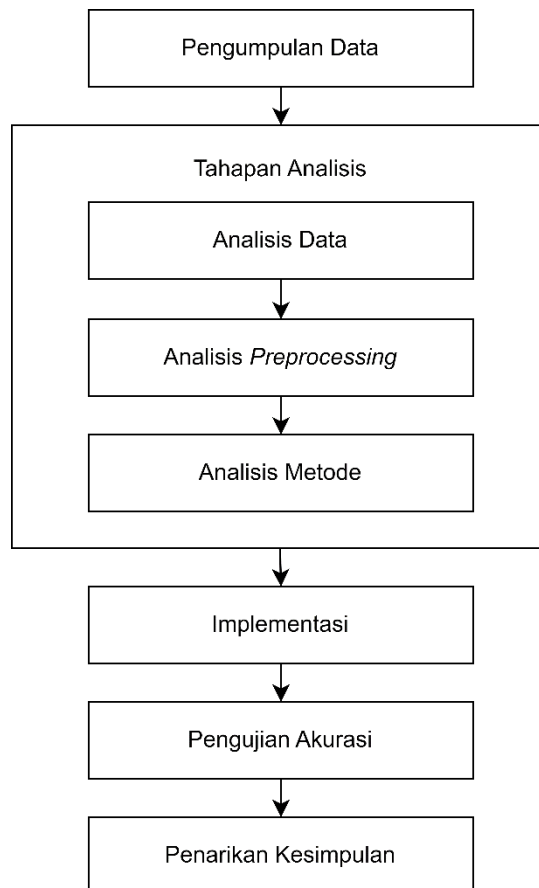 Pengumpulan Data
Tahapan Analisis
Analisis Data
Analisis Preprocessing
Analisis Metode
Implementasi
Pengujian Akurasi
Penarikan Kesimpulan